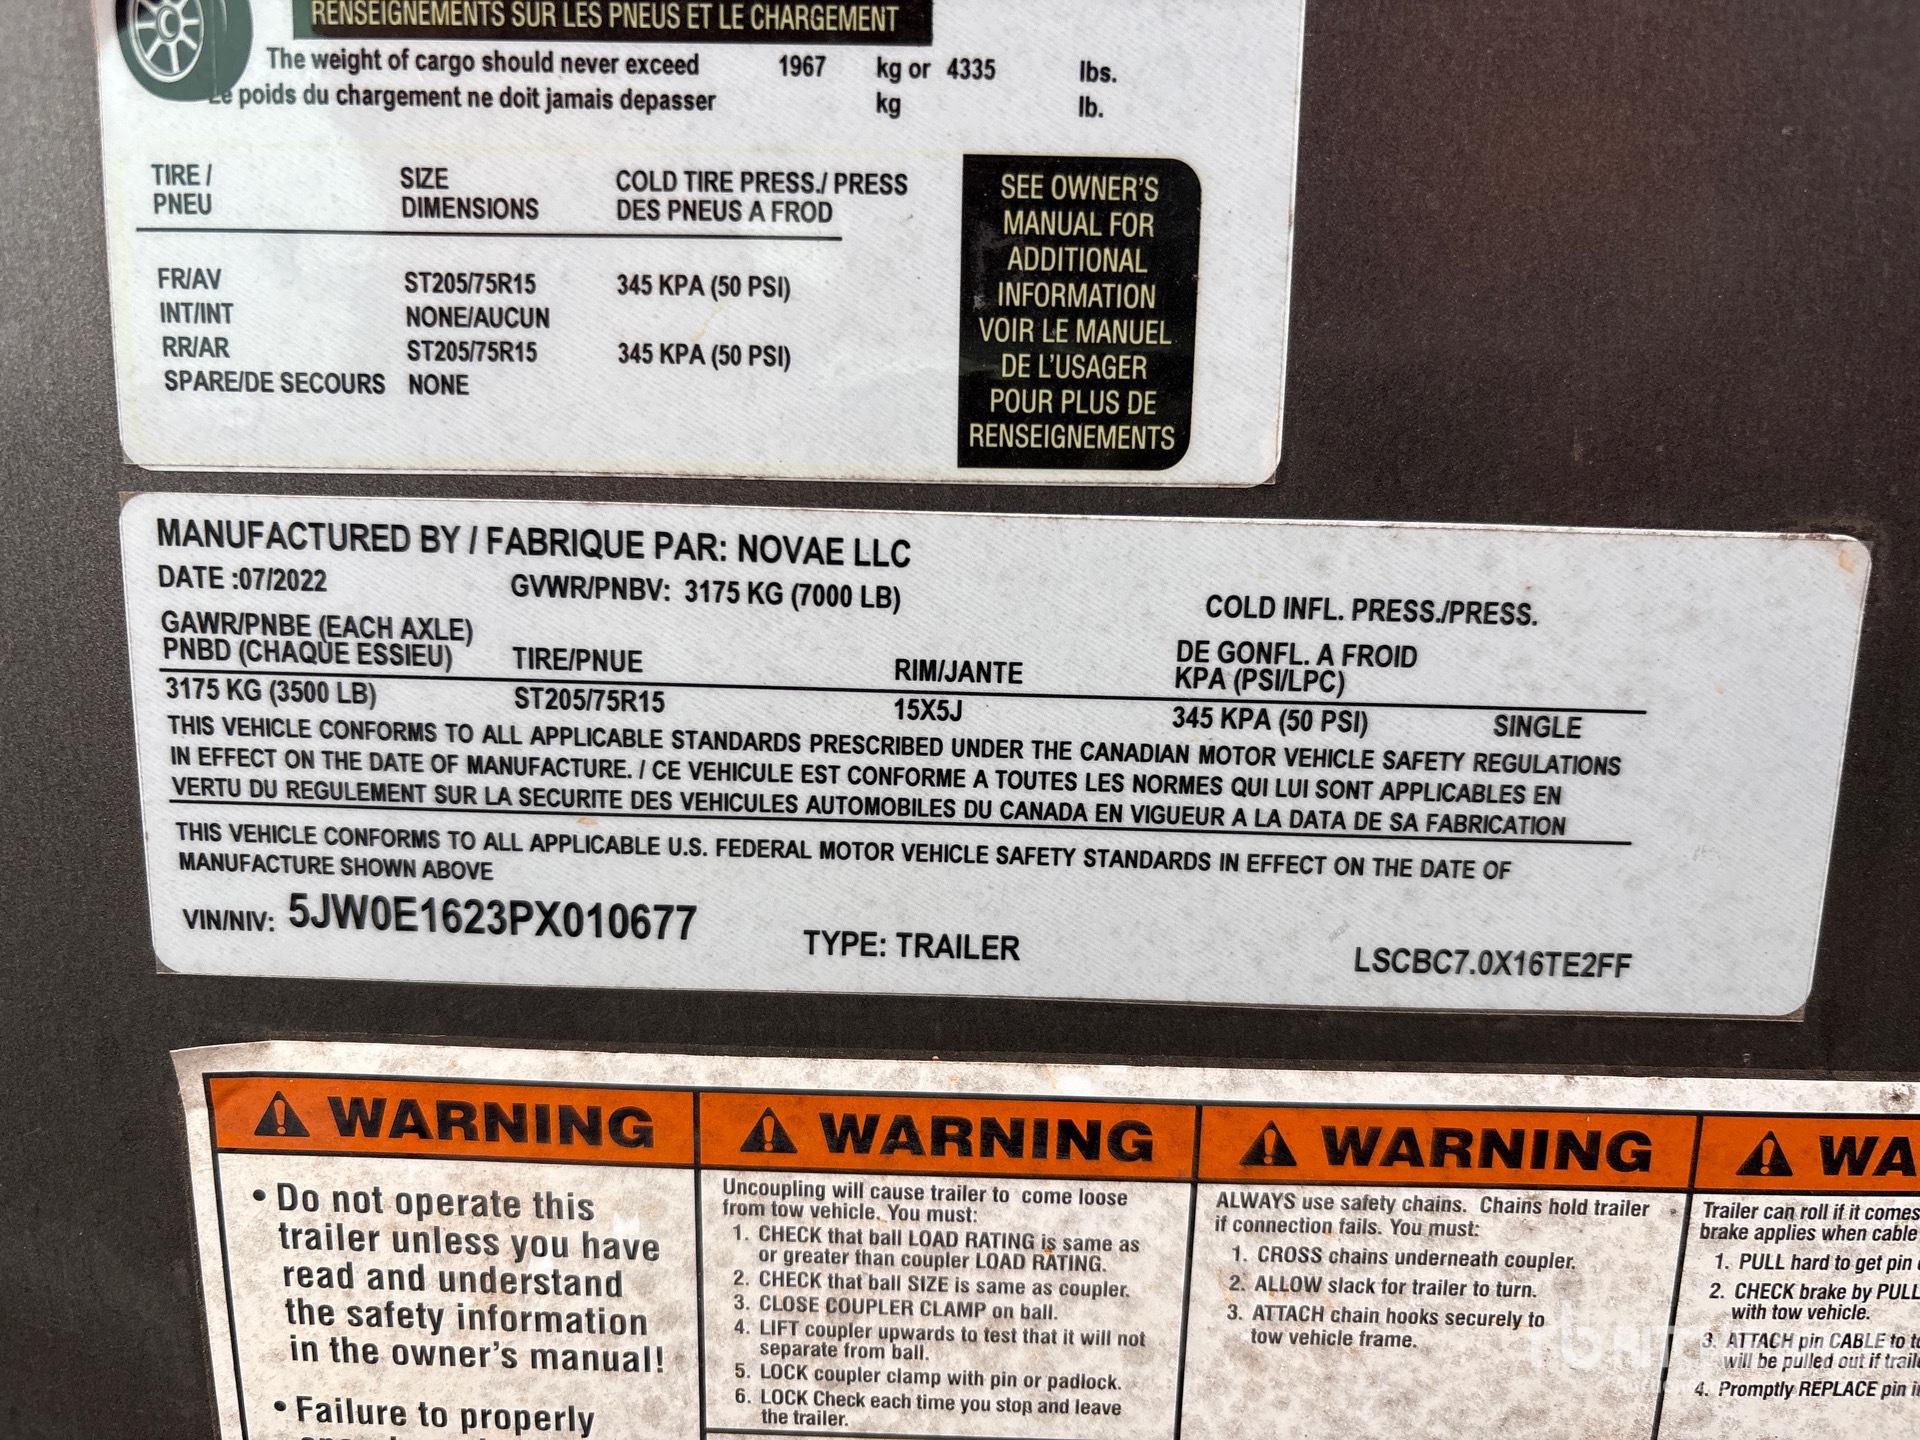 RENSEIGNEMENTS SUR LES PNEUS ET LE CHARGEMENT
The weight of cargo should never exceed 1967 kg or 4335 lbs.
Le poids du chargement ne doit jamais depasser kg lb.
TIRE / SIZE COLD TIRE PRESS./ PRESS
PNEU DIMENSIONS DES PNEUS A FROD
FR/AV ST205/75R15 345 KPA (50 PSI)
INT/INT NONE/AUCUN
RR/AR ST205/75R15 345 KPA (50 PSI)
SPARE/DE SECOURS NONE
SEE OWNER'S
MANUAL FOR
ADDITIONAL
INFORMATION
VOIR LE MANUEL
DE L'USAGER
POUR PLUS DE
RENSEIGNEMENTS
MANUFACTURED BY / FABRIQUE PAR: NOVAE LLC
DATE :07/2022 GVWR/PNBV: 3175 KG (7000 LB)
COLD INFL. PRESS./PRESS.
GAWR/PNBE (EACH AXLE) DE GONFL. A FROID
PNBD (CHAQUE ESSIEU) TIRE/PNUE RIM/JANTE KPA (PSI/LPC)
3175 KG (3500 LB) ST205/75R15 15X5J 345 KPA (50 PSI) SINGLE
THIS VEHICLE CONFORMS TO ALL APPLICABLE STANDARDS PRESCRIBED UNDER THE CANADIAN MOTOR VEHICLE SAFETY REGULATIONS
IN EFFECT ON THE DATE OF MANUFACTURE. / CE VEHICULE EST CONFORME A TOUTES LES NORMES QUI LUI SONT APPLICABLES EN
VERTU DU REGULEMENT SUR LA SECURITE DES VEHICULES AUTOMOBILES DU CANADA EN VIGUEUR A LA DATA DE SA FABRICATION
THIS VEHICLE CONFORMS TO ALL APPLICABLE U.S. FEDERAL MOTOR VEHICLE SAFETY STANDARDS IN EFFECT ON THE DATE OF
MANUFACTURE SHOWN ABOVE
VIN/NIV: 5JW0E1623PX010677 TYPE: TRAILER LSCBC7.0X16TE2FF
WARNING
• Do not operate this
trailer unless you have
read and understand
the safety information
in the owner's manual!
• Failure to properly
WARNING
Uncoupling will cause trailer to come loose
from tow vehicle. You must:
1. CHECK that ball LOAD RATING is same as
or greater than coupler LOAD RATING.
2. CHECK that ball SIZE is same as coupler.
3. CLOSE COUPLER CLAMP on ball.
4. LIFT coupler upwards to test that it will not
separate from ball.
5. LOCK coupler clamp with pin or padlock.
6. LOCK Check each time you stop and leave
the trailer.
WARNING
ALWAYS use safety chains. Chains hold trailer
if connection fails. You must:
1. CROSS chains underneath coupler.
2. ALLOW slack for trailer to turn.
3. ATTACH chain hooks securely to
tow vehicle frame.
WA
Trailer can roll if it comes
brake applies when cable
1. PULL hard to get pin
2. CHECK brake by PULL
with tow vehicle.
3. ATTACH pin CABLE to
will be pulled out if
4. Promptly REPLACE pin